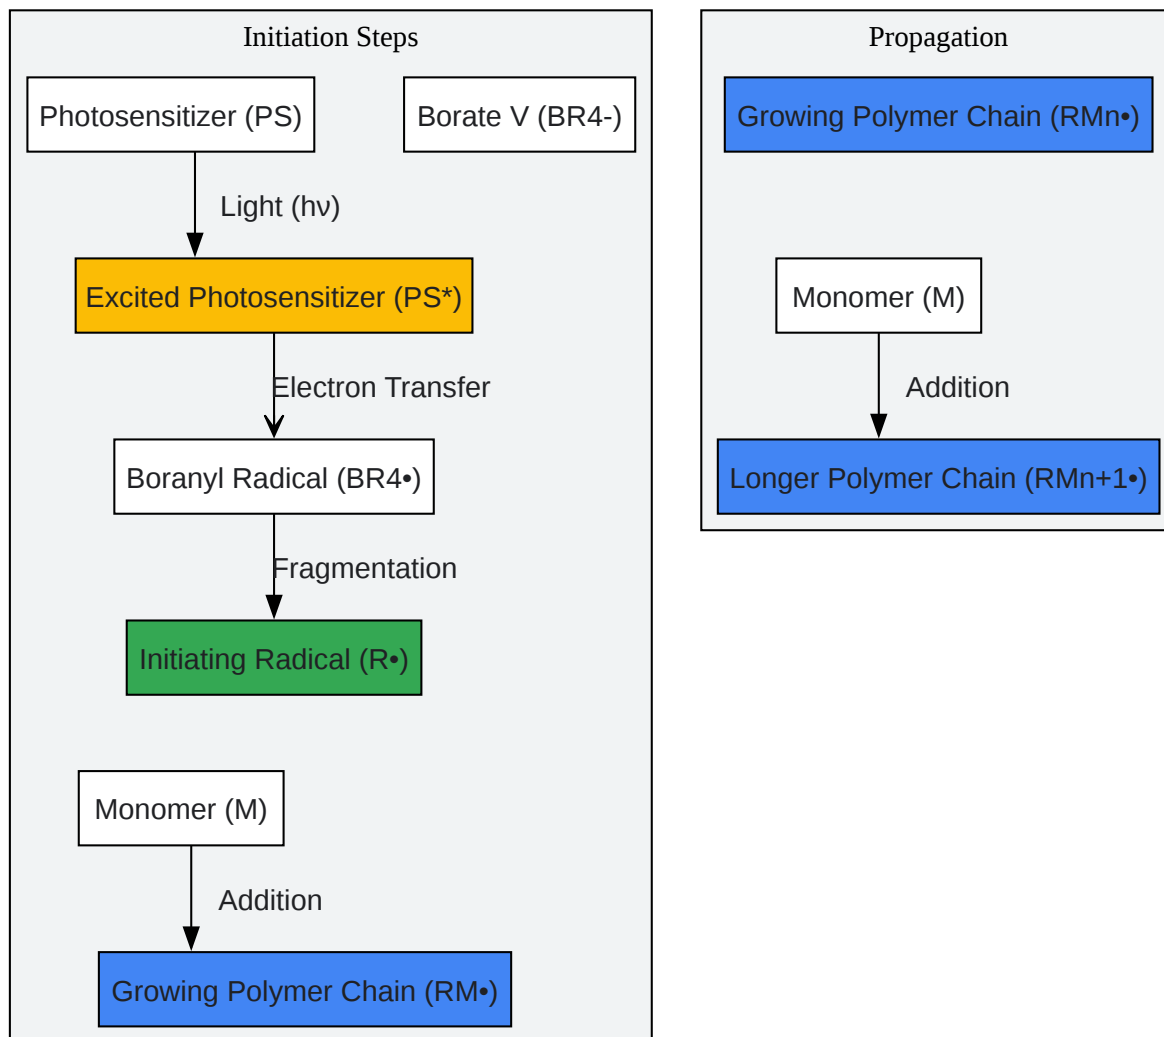 Initiation Steps
Photosensitizer (PS)
Borate V (BR4-)
Light (hν)
Excited Photosensitizer (PS*)
Electron Transfer
Boranyl Radical (BR4•)
Fragmentation
Initiating Radical (R•)
Monomer (M)
Addition
Growing Polymer Chain (RM•)
Propagation
Growing Polymer Chain (RMn•)
Monomer (M)
Addition
Longer Polymer Chain (RMn+1•)